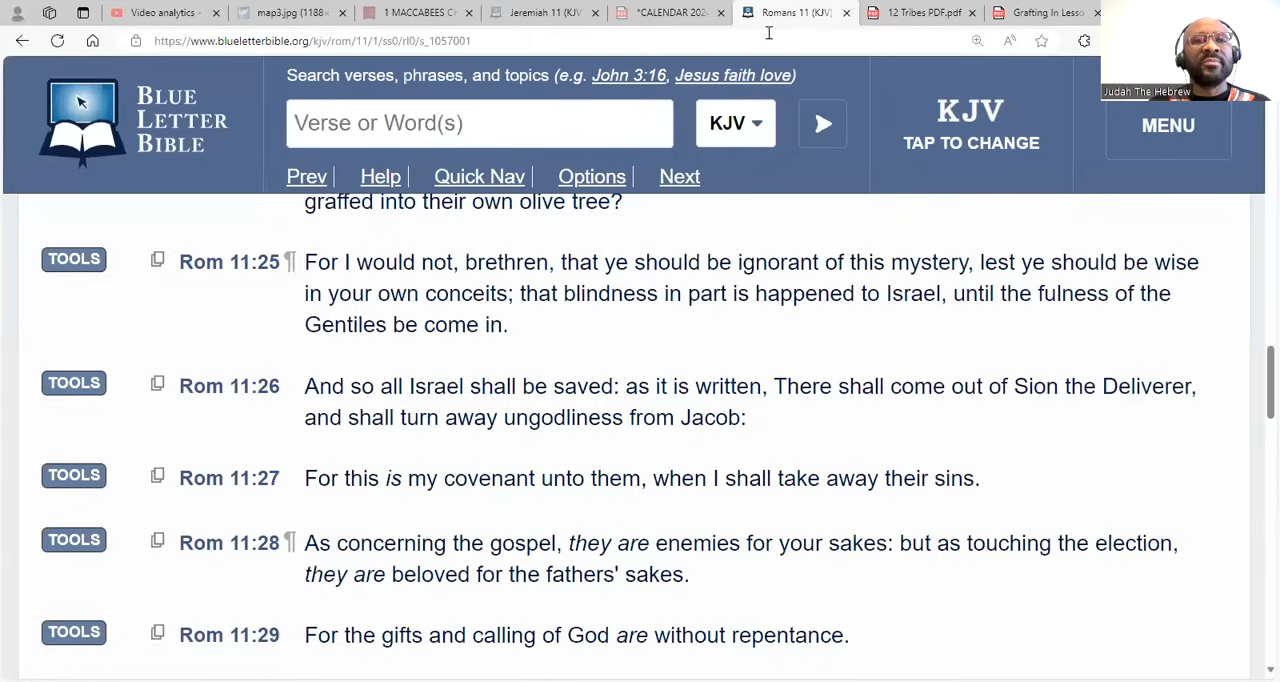 Video analytics -
map3.jpg (1188×
1 MACCABEES CH
Jeremiah 11 (KJV
*CALENDAR 202
Romans 11 (KJV)
12 Tribes PDF.pdf
Grafting In Lesso
https://www.blueletterbible.org/kjv/rom/11/1/ss0/rl0/s_1057001
Judah The Hebrew
BLUE
LETTER
BIBLE
Search verses, phrases, and topics (e.g. John 3:16, Jesus faith love)
Verse or Word(s)
KJV
KJV
TAP TO CHANGE
MENU
Prev Help Quick Nav Options Next
graffed into their own olive tree?
TOOLS Rom 11:25 ¶ For I would not, brethren, that ye should be ignorant of this mystery, lest ye should be wise
in your own conceits; that blindness in part is happened to Israel, until the fulness of the
Gentiles be come in.
TOOLS Rom 11:26 And so all Israel shall be saved: as it is written, There shall come out of Sion the Deliverer,
and shall turn away ungodliness from Jacob:
TOOLS Rom 11:27 For this is my covenant unto them, when I shall take away their sins.
TOOLS Rom 11:28 ¶ As concerning the gospel, they are enemies for your sakes: but as touching the election,
they are beloved for the fathers' sakes.
TOOLS Rom 11:29 For the gifts and calling of God are without repentance.